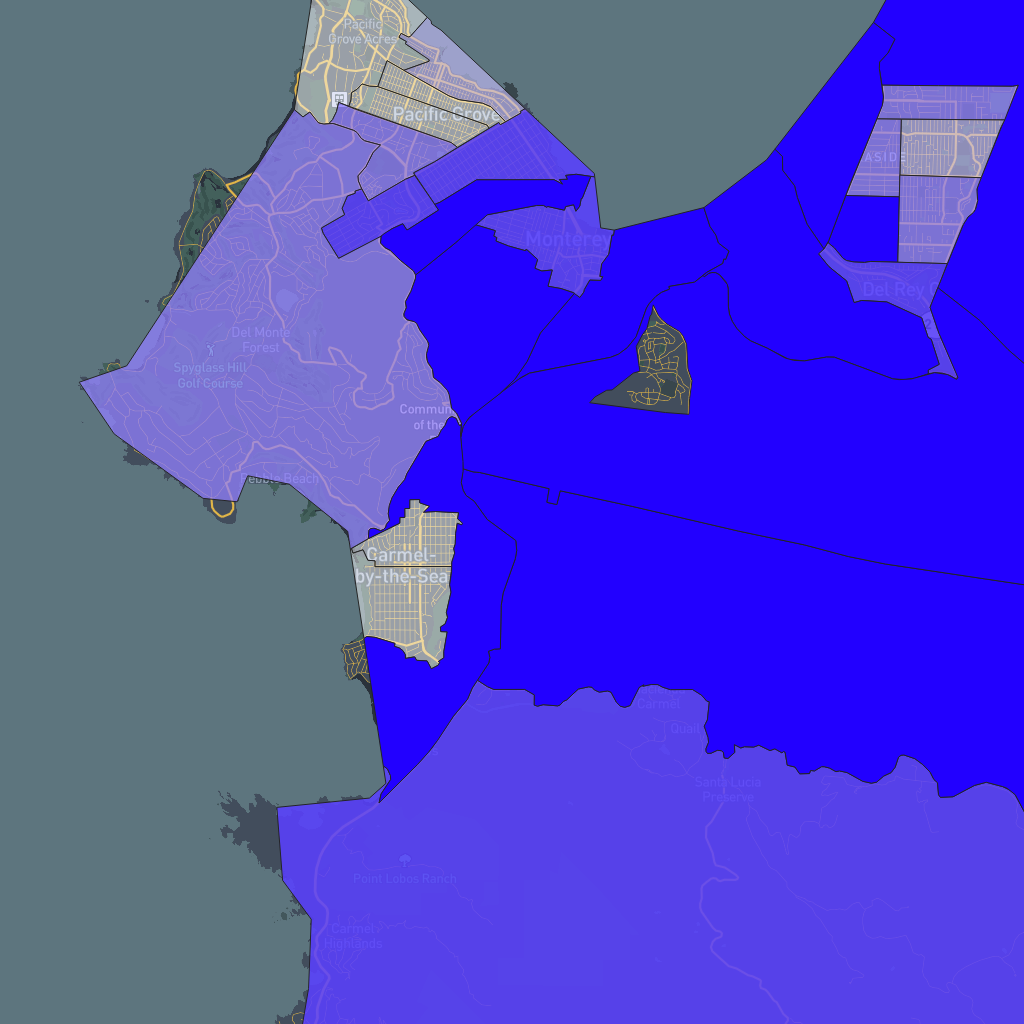 Pacific
Grove Acres
Pacific Grove
ASIDE
Monterey
Del Rey
Del Monte
Forest
Spyglass Hill
Golf Course
Commun
of the
Pebble Beach
Carmel-
by-the-Sea
Carmel
Quail
Santa Lucia
Preserve
Point Lobos Ranch
Carmel
Highlands